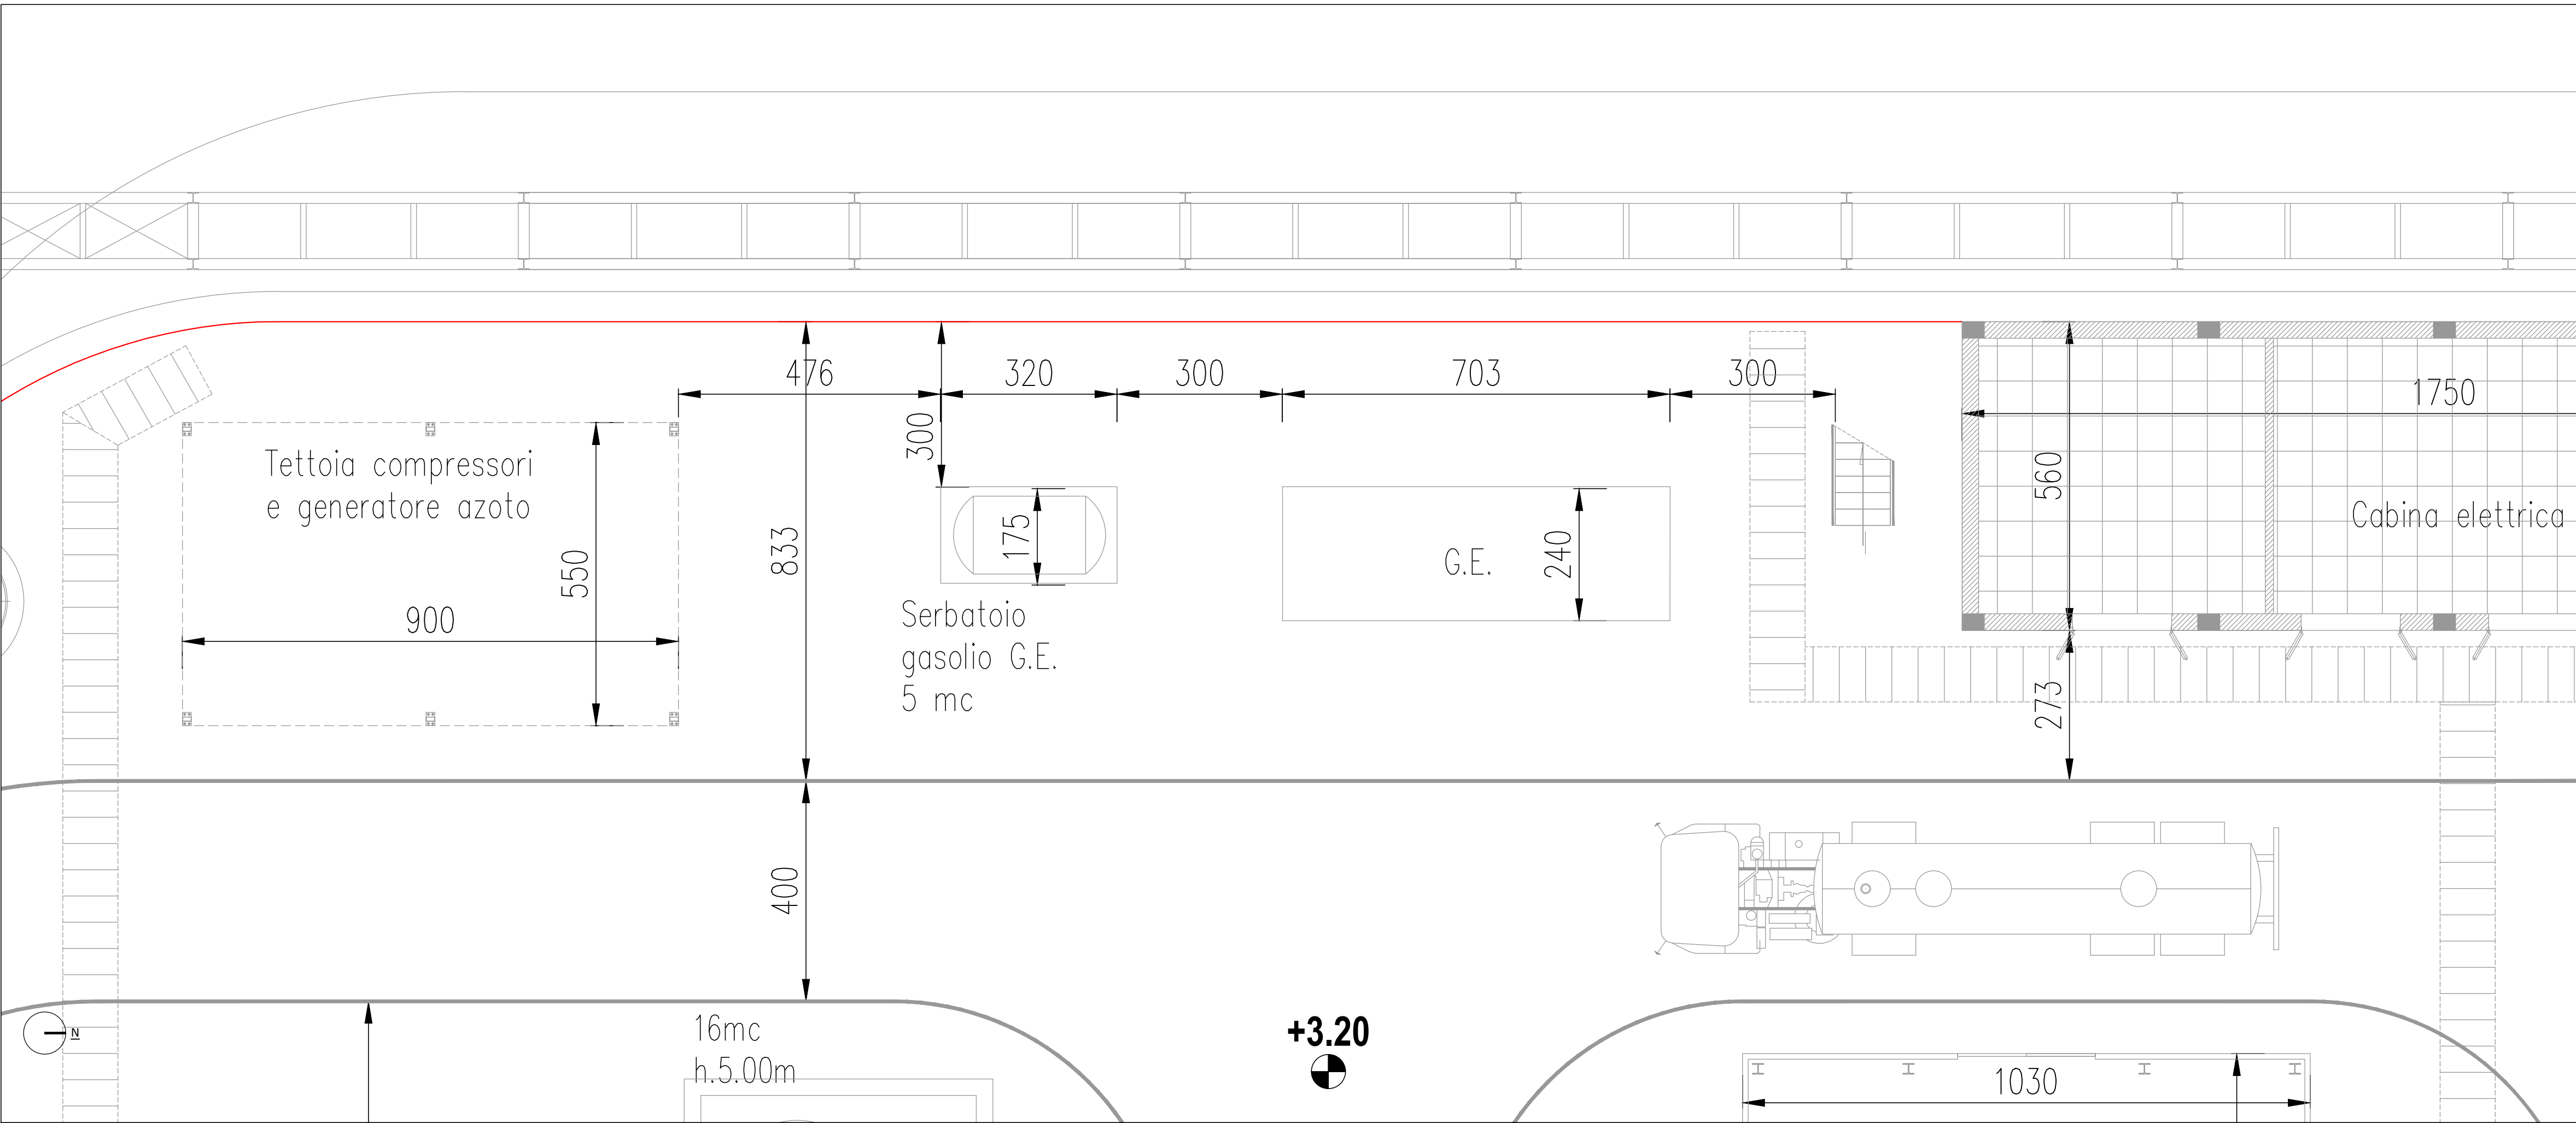 476
320
300
703
300
1750
300
Tettoia compressori
e generatore azoto
560
Cabina elettrica
175
833
550
240
G.E.
900
Serbatoio
gasolio G.E.
5 mc
273
400
N
16mc
h.5.00m
+3.20
1030